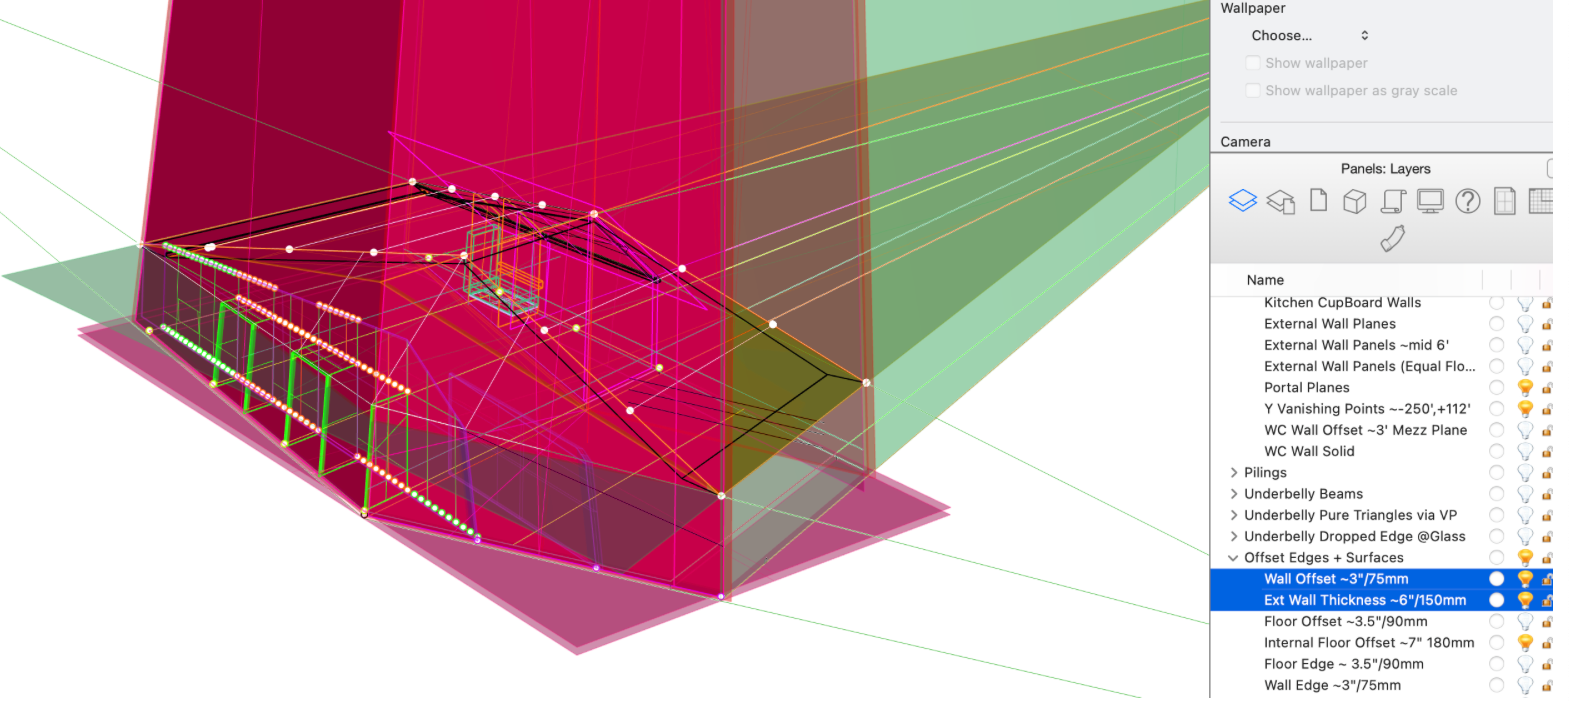 Wallpaper
Choose...
Show wallpaper
Show wallpaper as gray scale
Camera
Panels: Layers
Name
Kitchen CupBoard Walls
External Wall Planes
External Wall Panels ~mid 6'
External Wall Panels (Equal Flo...
Portal Planes
Y Vanishing Points ~-250',+112'
WC Wall Offset ~3' Mezz Plane
WC Wall Solid
Pilings
Underbelly Beams
Underbelly Pure Triangles via VP
Underbelly Dropped Edge @Glass
Offset Edges + Surfaces
Wall Offset ~3"/75mm
Ext Wall Thickness ~6"/150mm
Floor Offset ~3.5"/90mm
Internal Floor Offset ~7" 180mm
Floor Edge ~ 3.5"/90mm
Wall Edge ~3"/75mm